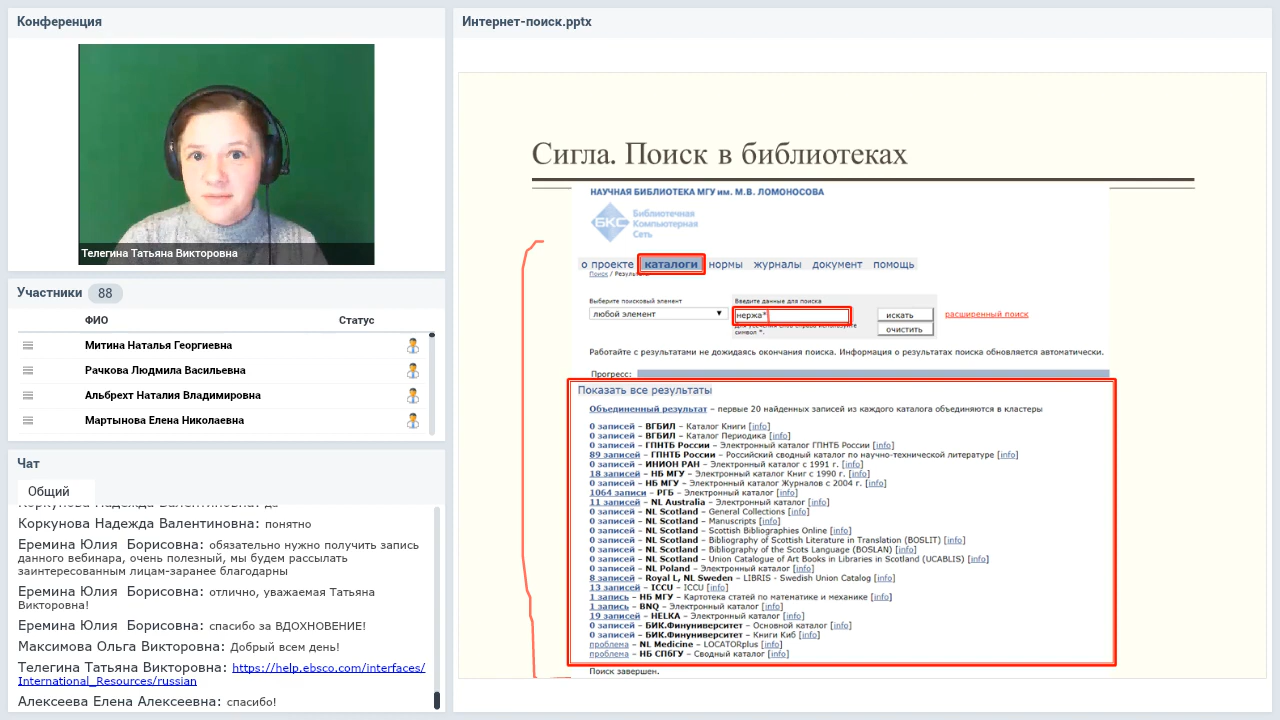 Конференция
Телегина Татьяна Викторовна
Участники 88
ФИО Статус
Митина Наталья Георгиевна
Рачкова Людмила Васильевна
Альбрехт Наталия Владимировна
Мартынова Елена Николаевна
Чат
Общий
Коркунова Надежда Валентиновна: да
Коркунова Надежда Валентиновна: понятно
Еремина Юлия Борисовна: обязательно нужно получить запись
данного вебинара, очень полезный, мы будем рассылать
заинтересованным лицам-заранее благодарны
Еремина Юлия Борисовна: отлично, уважаемая Татьяна
Викторовна!
Еремина Юлия Борисовна: спасибо за ВДОХНОВЕНИЕ!
Максимова Ольга Викторовна: Добрый всем день!
Телегина Татьяна Викторовна: https://help.ebsco.com/interfaces/
International_Resources/russian
Алексеева Елена Алексеевна: спасибо!
Интернет-поиск.pptx
Сигла. Поиск в библиотеках
НАУЧНАЯ БИБЛИОТЕКА МГУ им. М.В. ЛОМОНОСОВА
БКС Библиотечная
Компьютерная
Сеть
о проекте каталоги нормы журналы документ помощь
Поиск / Результаты
Выберите поисковый элемент Введите данные для поиска
любой элемент нержа* искать расширенный поиск
очистить
символ *.
Работайте с результатами не дожидаясь окончания поиска. Информация о результатах поиска обновляется автоматически.
Прогресс:
Показать все результаты
Объединенный результат – первые 20 найденных записей из каждого каталога объединяются в кластеры
0 записей – ВГБИЛ – Каталог Книги [info]
0 записей – ВГБИЛ – Каталог Периодика [info]
0 записей – ГПНТБ России – Электронный каталог ГПНТБ России [info]
89 записей – ГПНТБ России – Российский сводный каталог по научно-технической литературе [info]
0 записей – ИНИОН РАН – Электронный каталог с 1991 г. [info]
18 записей – НБ МГУ – Электронный каталог Книг с 1990 г. [info]
0 записей – НБ МГУ – Электронный каталог Журналов с 2004 г. [info]
1064 записи – РГБ – Электронный каталог [info]
11 записей – NL Australia – Электронный каталог [info]
0 записей – NL Scotland – General Collections [info]
0 записей – NL Scotland – Manuscripts [info]
0 записей – NL Scotland – Scottish Bibliographies Online [info]
0 записей – NL Scotland – Bibliography of Scottish Literature in Translation (BOSLIT) [info]
0 записей – NL Scotland – Bibliography of the Scots Language (BOSLAN) [info]
0 записей – NL Scotland – Union Catalogue of Art Books in Libraries in Scotland (UCABLIS) [info]
0 записей – NL Poland – Электронный каталог [info]
8 записей – Royal L, NL Sweden – LIBRIS - Swedish Union Catalog [info]
13 записей – ICCU – ICCU [info]
1 запись – НБ МГУ – Картотека статей по математике и механике [info]
1 запись – BNQ – Электронный каталог [info]
19 записей – HELKA – Электронный каталог [info]
0 записей – БИК.Финуниверситет – Основной каталог [info]
0 записей – БИК.Финуниверситет – Книги Киб [info]
проблема – NL Medicine – LOCATORplus [info]
проблема – НБ СПбГУ – Сводный каталог [info]
Поиск завершен.